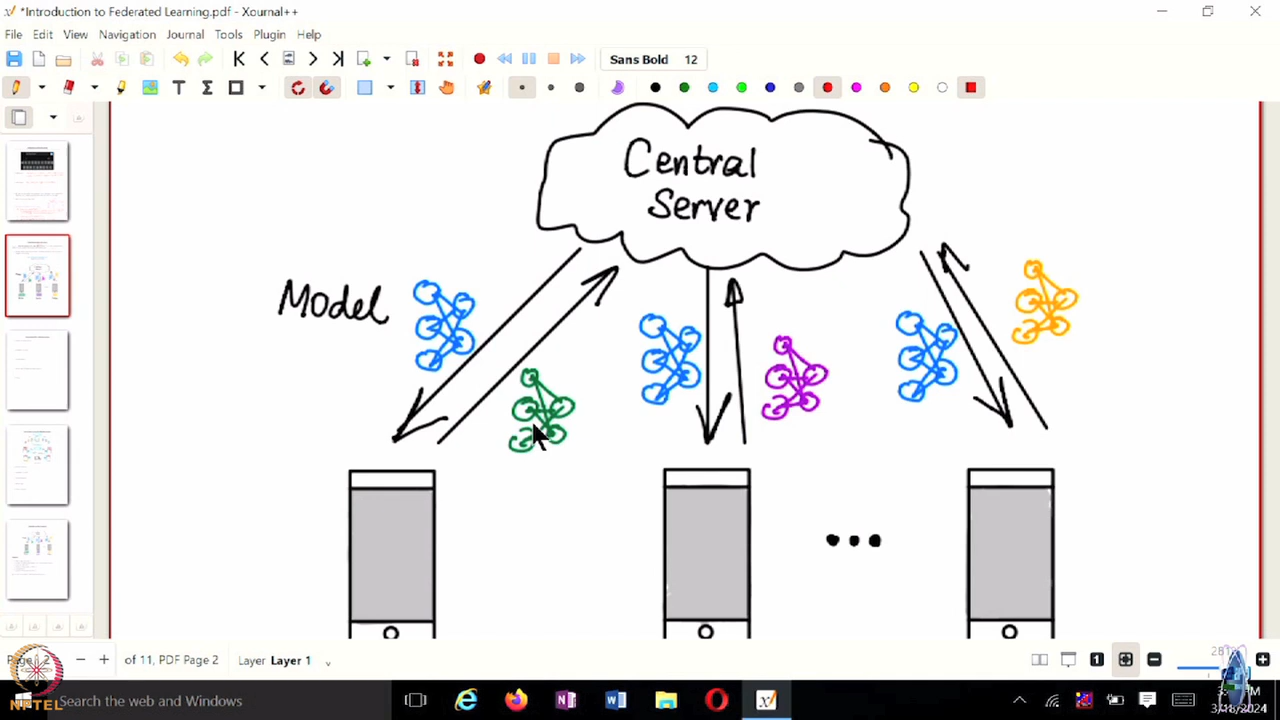 *Introduction to Federated Learning.pdf - Xournal++
File Edit View Navigation Journal Tools Plugin Help
Sans Bold 12
Central
Server
Model
of 11, PDF Page 2 Layer Layer 1
NPTEL
Search the web and Windows